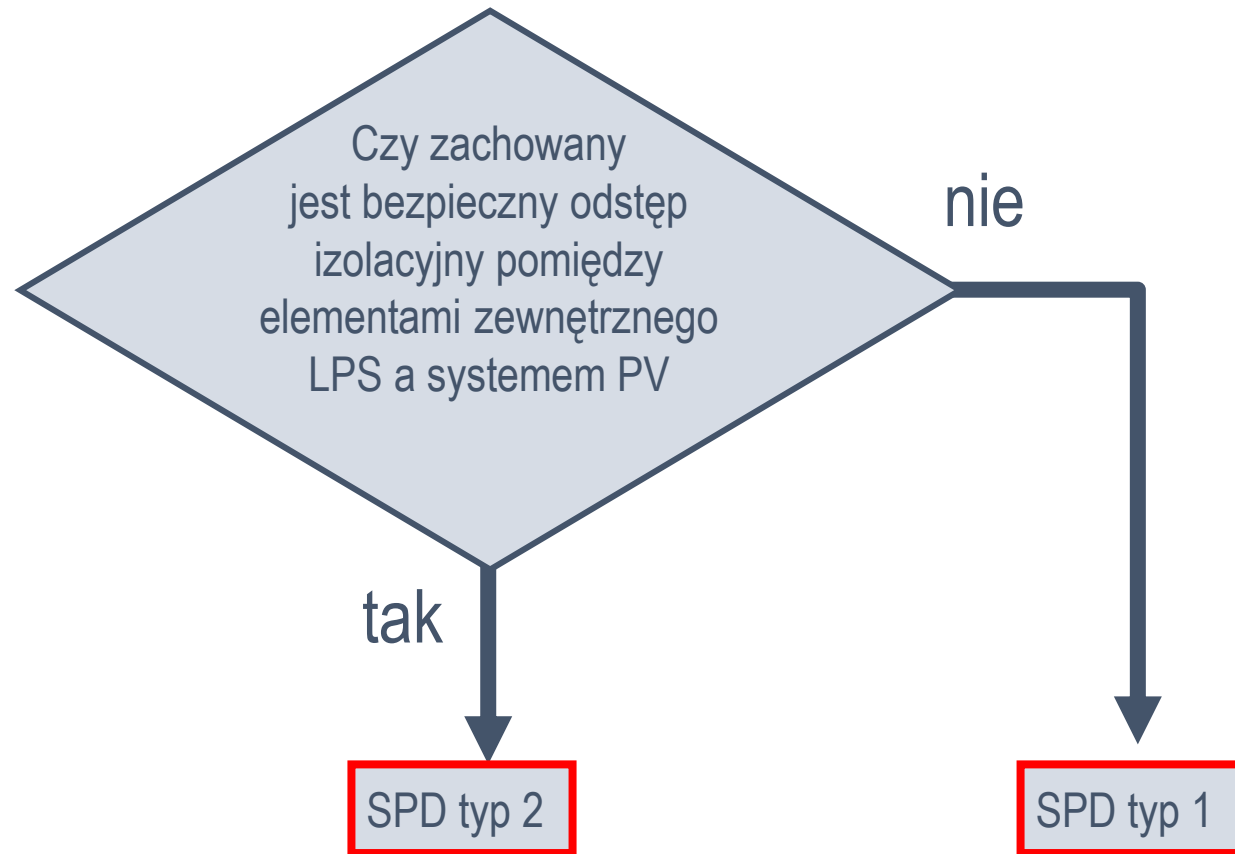 Czy zachowany
jest bezpieczny odstęp
izolacyjny pomiędzy
elementami zewnętrznego
LPS a systemem PV
nie
tak
SPD typ 2
SPD typ 1